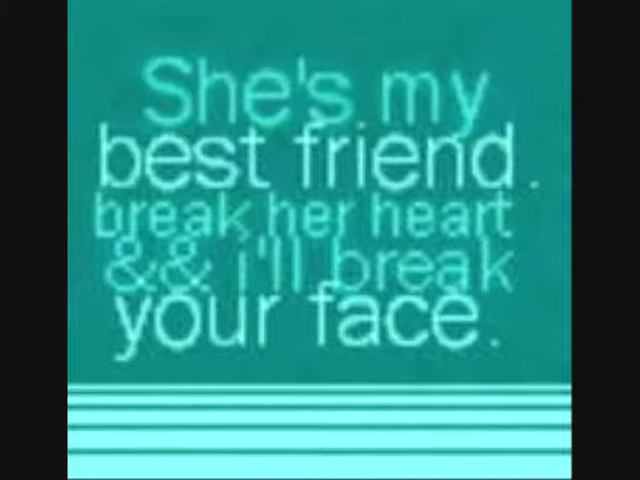 She's my
best friend.
break her heart
&& i'll break
your face.